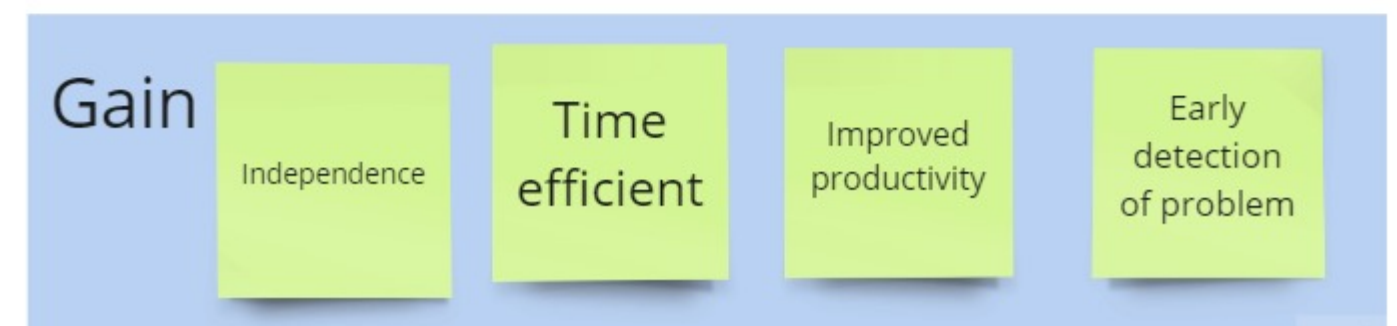 Gain
Independence
Time
efficient
Improved
productivity
Early
detection
of problem